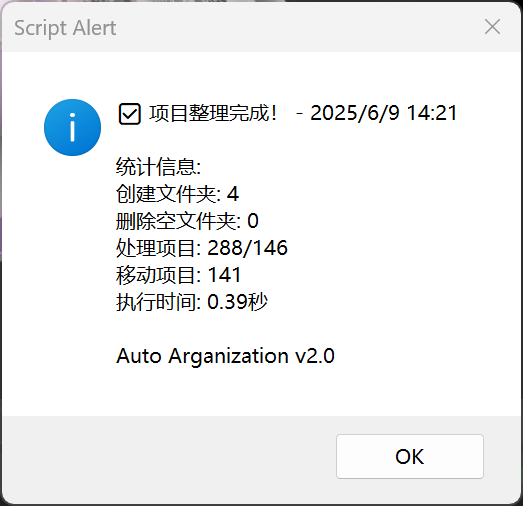 Script Alert
☑ 项目整理完成！ - 2025/6/9 14:21
统计信息:
创建文件夹: 4
删除空文件夹: 0
处理项目: 288/146
移动项目: 141
执行时间: 0.39秒
Auto Arganization v2.0
OK